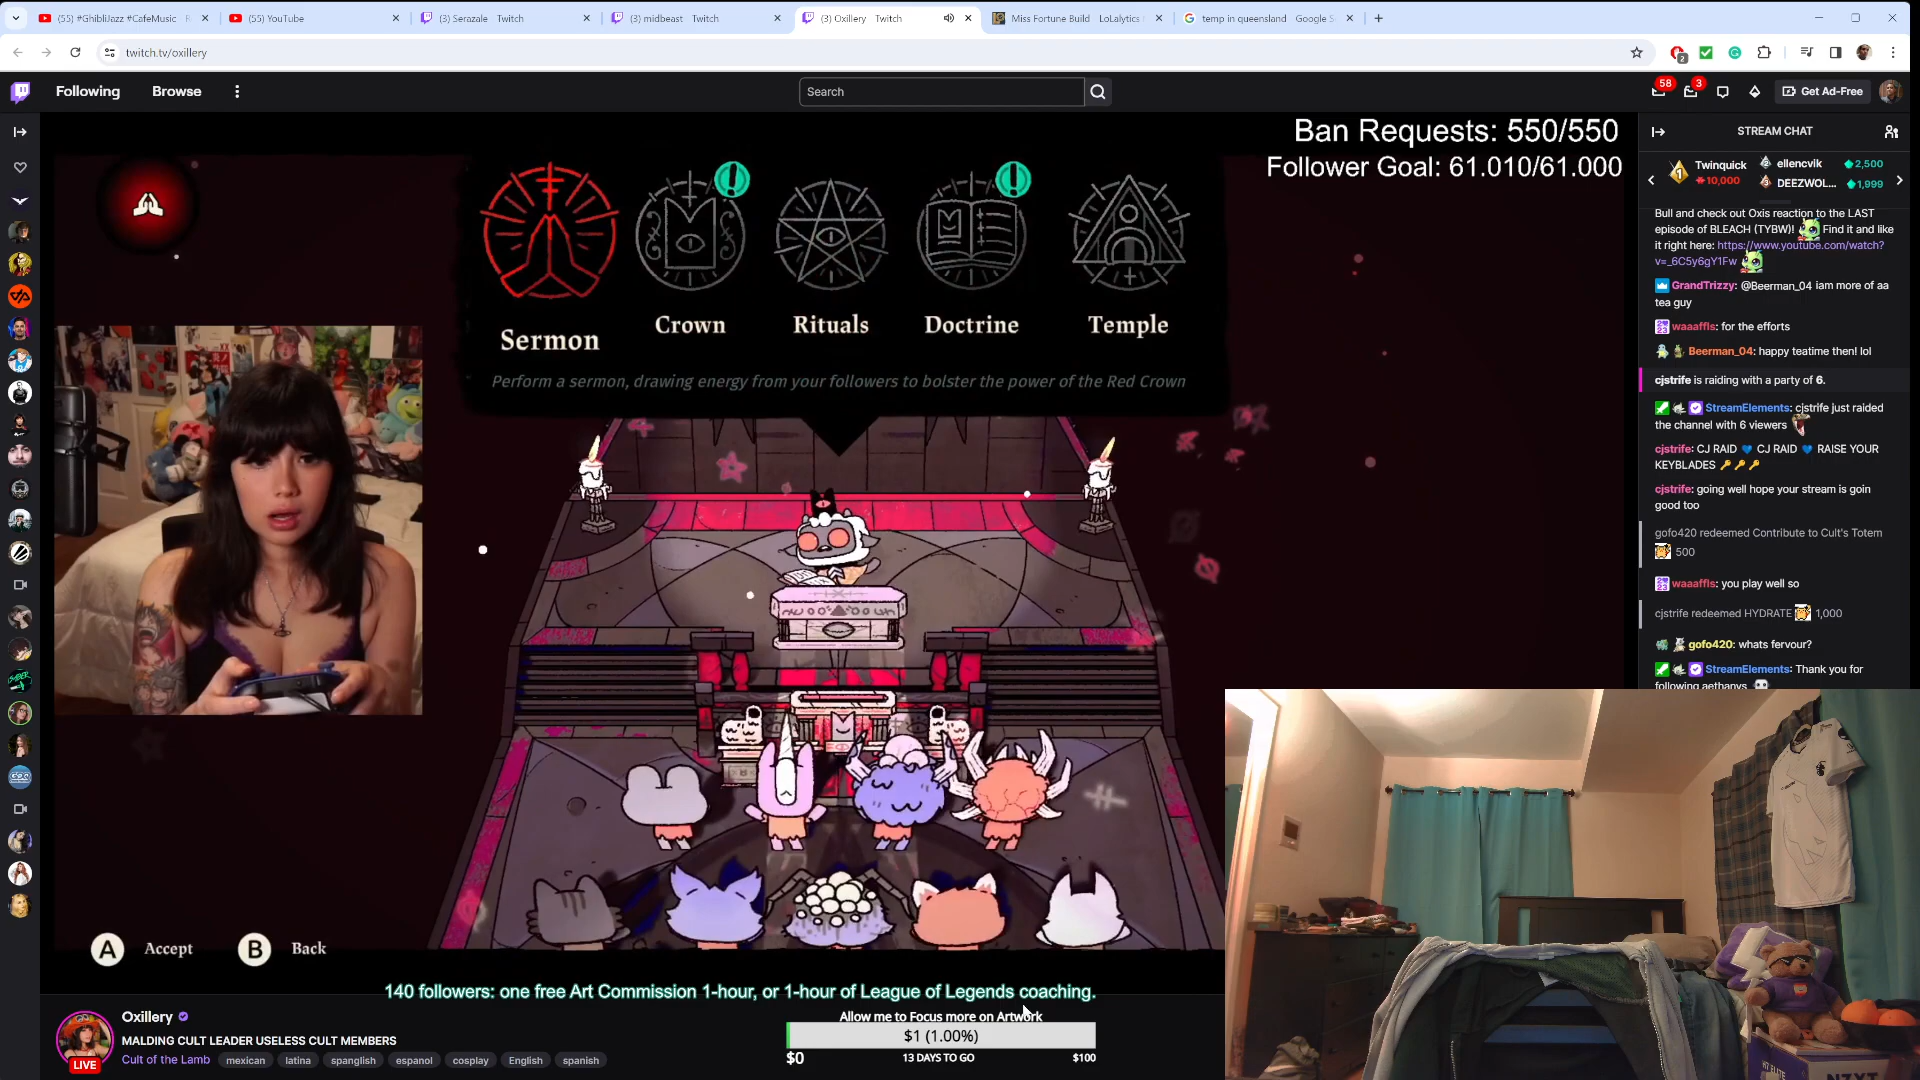 (55) #GhibliJazz #CafeMusic
(55) YouTube
(3) Serazale - Twitch
(3) midbeast - Twitch
(3) Oxillery - Twitch
Miss Fortune Build
LoLalytics
temp in queensland - Google S
twitch.tv/oxillery
2
Following
Browse
Search
58
3
Get Ad-Free
Ban Requests: 550/550
Follower Goal: 61.010/61.000
Sermon
Crown
Rituals
Doctrine
Temple
Perform a sermon, drawing energy from your followers to bolster the power of the Red Crown
A Accept
B Back
140 followers: one free Art Commission 1-hour, or 1-hour of League of Legends coaching.
Allow me to Focus more on Artwork
$1 (1.00%)
$0
13 DAYS TO GO
$100
Oxillery
LIVE
MALDING CULT LEADER USELESS CULT MEMBERS
Cult of the Lamb
mexican
latina
spanglish
espanol
cosplay
English
spanish
STREAM CHAT
1 Twinquick
10,000
ellencvik 2,500
DEEZWOL... 1,999
Bull and check out Oxis reaction to the LAST
episode of BLEACH (TYBW)! Find it and like
it right here: https://www.youtube.com/watch?
v=_6C5y6gY1Fw
GrandTrizzy: @Beerman_04 iam more of aa
tea guy
waaaffls: for the efforts
Beerman_04: happy teatime then! lol
cjstrife is raiding with a party of 6.
StreamElements: cjstrife just raided
the channel with 6 viewers
cjstrife: CJ RAID 💙 CJ RAID 💙 RAISE YOUR
KEYBLADES 🔑🔑🔑
cjstrife: going well hope your stream is goin
good too
gofo420 redeemed Contribute to Cult's Totem
500
waaaffls: you play well so
cjstrife redeemed HYDRATE 1,000
gofo420: whats fervour?
StreamElements: Thank you for
following aethanys
NZXT